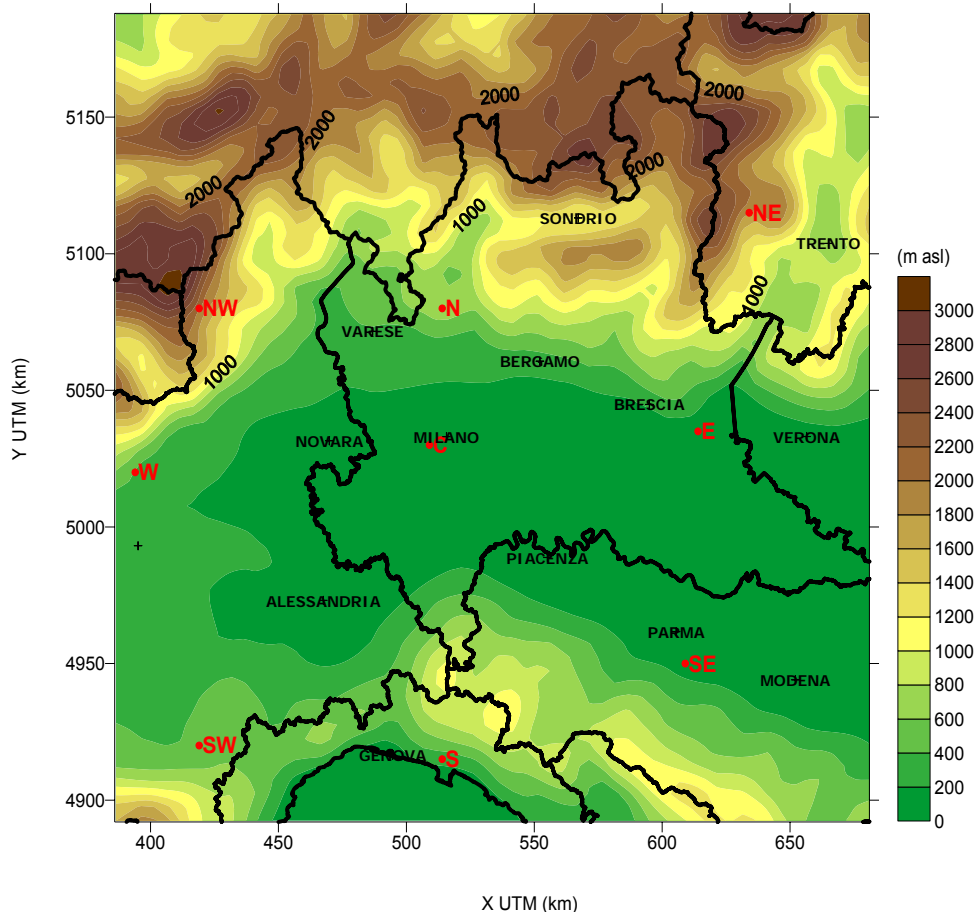 5150
5100
5050
5000
4950
4900
Y UTM (km)
400
450
500
550
600
650
X UTM (km)
2000
2000
2000
2000
2000
1000
1000
1000
1000
SONDRIO
NE
TRENTO
NW
N
VARESE
BERGAMO
BRESCIA
E
VERONA
NOVARA
MILANO
C
W
PIACENZA
ALESSANDRIA
PARMA
SE
MODENA
SW
GENOVA
S
(m asl)
3000
2800
2600
2400
2200
2000
1800
1600
1400
1200
1000
800
600
400
200
0